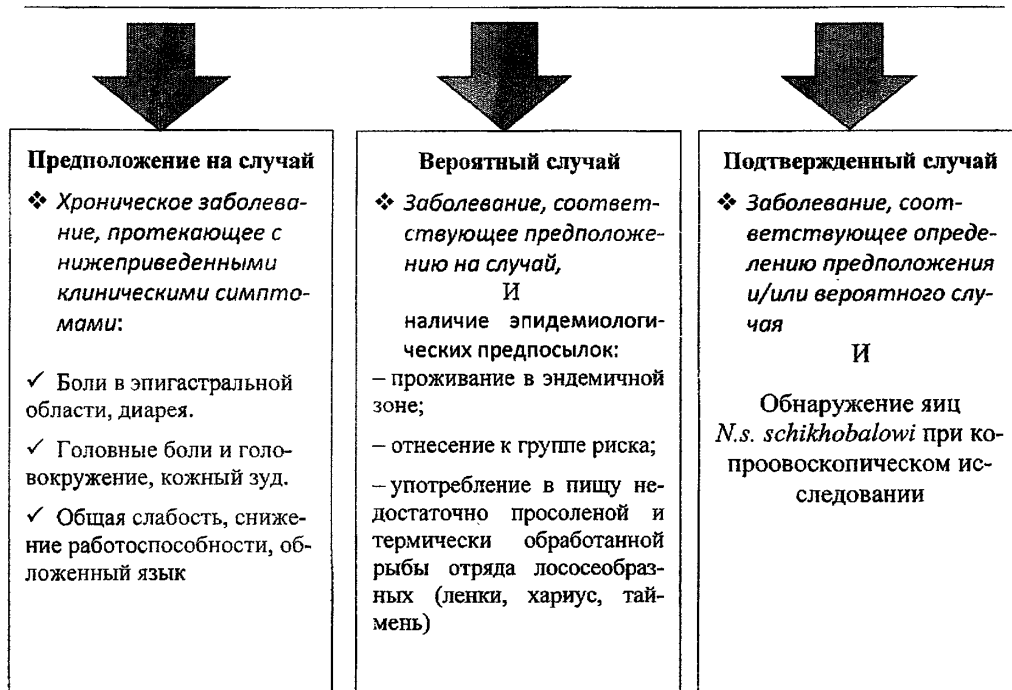 Предположение на случай
❖ Хроническое заболева-
ние, протекающее с
нижеприведенными
клиническими симпто-
мами:
✓ Боли в эпигастральной
области, диарея.
✓ Головные боли и голо-
вокружение, кожный зуд.
✓ Общая слабость, сниже-
ние работоспособности, об-
ложенный язык
Вероятный случай
❖ Заболевание, соответ-
ствующее предположе-
нию на случай,
И
наличие эпидемиологи-
ческих предпосылок:
– проживание в эндемичной
зоне;
– отнесение к группе риска;
– употребление в пищу не-
достаточно просоленой и
термически обработанной
рыбы отряда лососеобраз-
ных (ленки, хариус, тай-
мень)
Подтвержденный случай
❖ Заболевание, соот-
ветствующее опреде-
лению предположения
и/или вероятного слу-
чая
И
Обнаружение яиц
N.s. schikhobalowi при ко-
проовоскопическом ис-
следовании